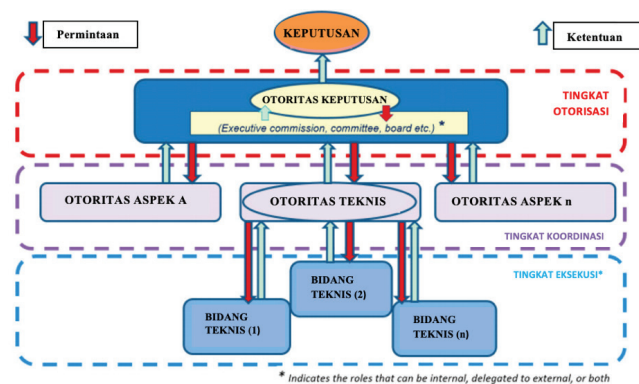 Permintaan
KEPUTUSAN
Ketentuan
OTORITAS KEPUTUSAN
(Executive commission, committee, board etc.) *
TINGKAT
OTORISASI
OTORITAS ASPEK A
OTORITAS TEKNIS
OTORITAS ASPEK n
TINGKAT KOORDINASI
TINGKAT EKSEKUSI*
BIDANG
TEKNIS (1)
BIDANG
TEKNIS (2)
BIDANG
TEKNIS (n)
* Indicates the roles that can be internal, delegated to external, or both